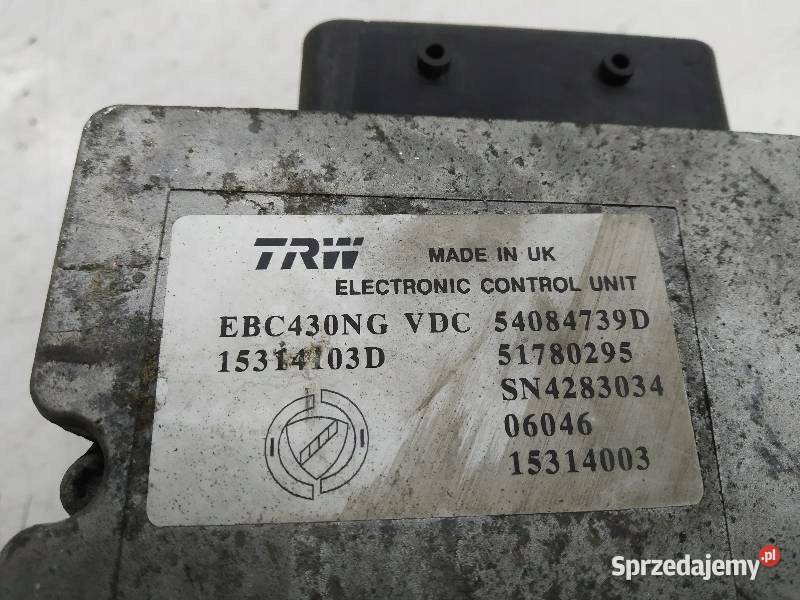 TRW MADE IN UK
ELECTRONIC CONTROL UNIT
EBC430NG VDC 54084739D
15314103D 51780295
SN4283034
06046
15314003
Sprzedajemy.pl